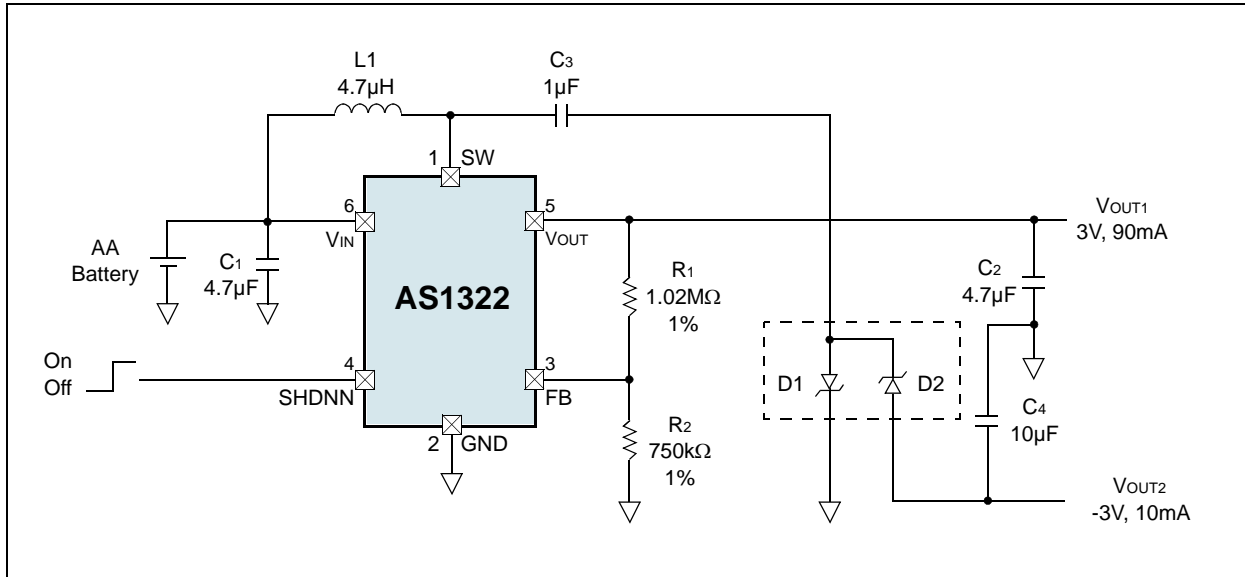 L1
4.7µH
C3
1µF
1
SW
6
VIN
5
VOUT
AA
Battery
C1
4.7µF
AS1322
R1
1.02MΩ
1%
VOUT1
3V, 90mA
C2
4.7µF
On
Off
4
SHDNN
3
FB
D1
D2
2
GND
R2
750kΩ
1%
C4
10µF
VOUT2
-3V, 10mA